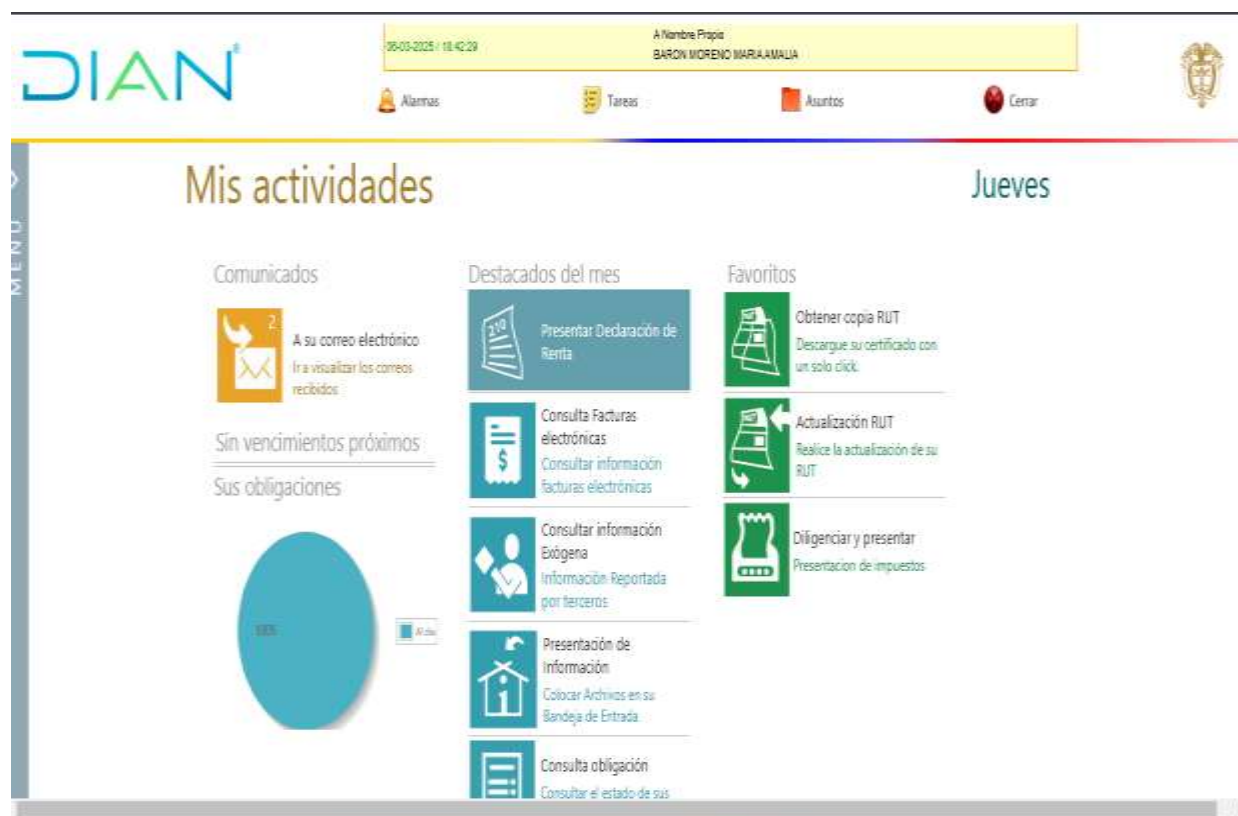 DIAN
06-03-2025 / 18:42:29
A Nombre Propio
BARON MORENO MARIA AMALIA
Alarmas
Tareas
Asuntos
Cerrar
MENU
Mis actividades
Jueves
Comunicados
2
A su correo electrónico
Ir a visualizar los correos
recibidos
Sin vencimientos próximos
Sus obligaciones
100%
Al día
Destacados del mes
210
Presentar Declaración de
Renta
Consulta Facturas
electrónicas
Consultar información
facturas electrónicas
Consultar información
Exógena
Información Reportada
por terceros
Presentación de
Información
Colocar Archivos en su
Bandeja de Entrada
Consulta obligación
Consultar el estado de sus
Favoritos
Obtener copia RUT
Descargue su certificado con
un solo click.
Actualización RUT
Realice la actualización de su
RUT
Diligenciar y presentar
Presentacion de impuestos